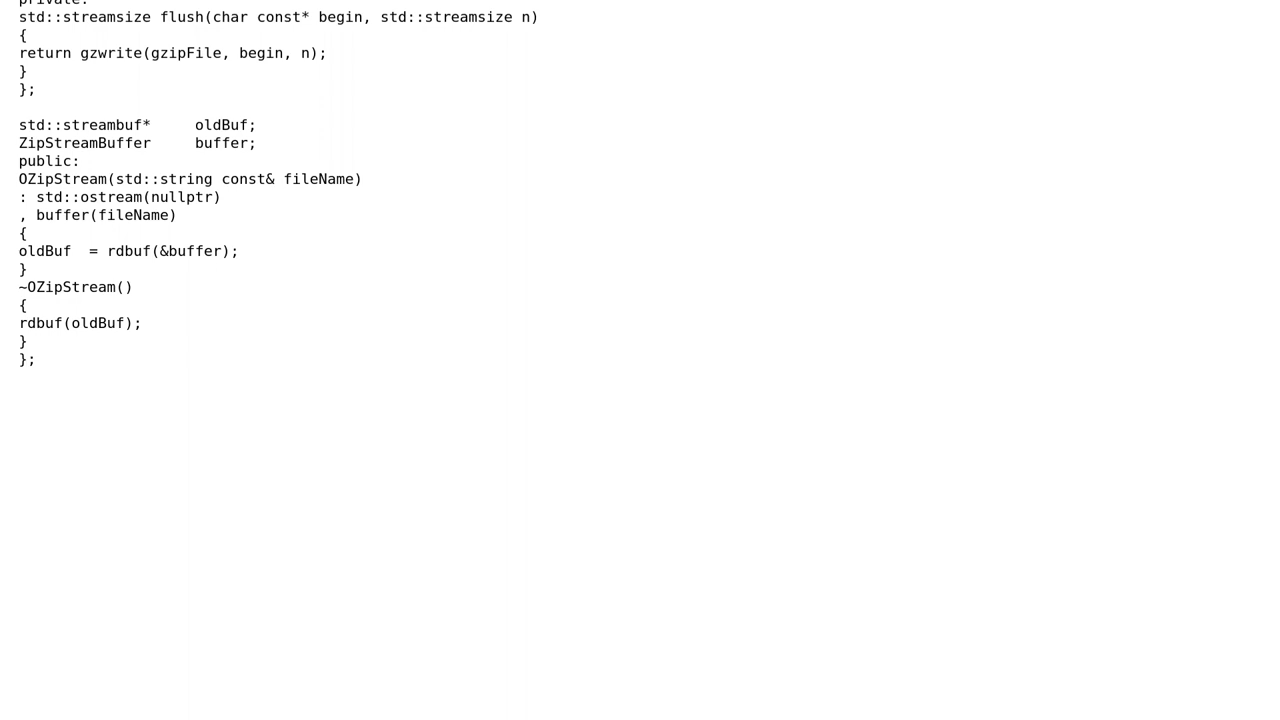 private:
std::streamsize flush(char const* begin, std::streamsize n)
{
return gzwrite(gzipFile, begin, n);
}
};

std::streambuf*     oldBuf;
ZipStreamBuffer     buffer;
public:
OZipStream(std::string const& fileName)
: std::ostream(nullptr)
, buffer(fileName)
{
oldBuf  = rdbuf(&buffer);
}
~OZipStream()
{
rdbuf(oldBuf);
}
};